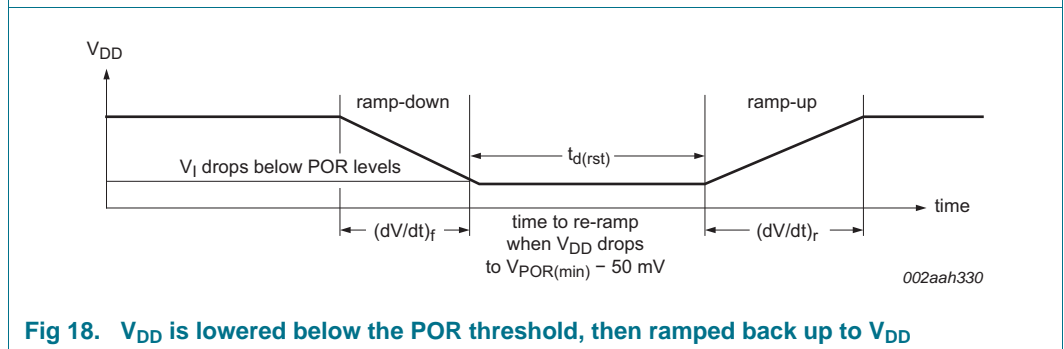 VDD
ramp-down
ramp-up
td(rst)
VI drops below POR levels
time
(dV/dt)f
time to re-ramp
when VDD drops
to VPOR(min) − 50 mV
(dV/dt)r
002aah330
Fig 18. VDD is lowered below the POR threshold, then ramped back up to VDD